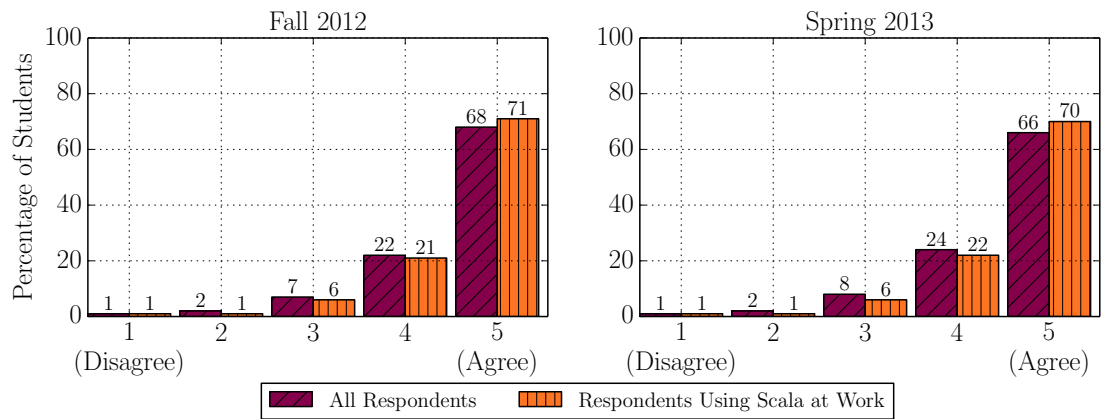 Fall 2012
Percentage of Students
100
80
60
40
20
0
1 1
2 1
7 6
22 21
68 71
1 2 3 4 5
(Disagree) (Agree)
Spring 2013
100
80
60
40
20
0
1 1
2 1
8 6
24 22
66 70
1 2 3 4 5
(Disagree) (Agree)
All Respondents
Respondents Using Scala at Work